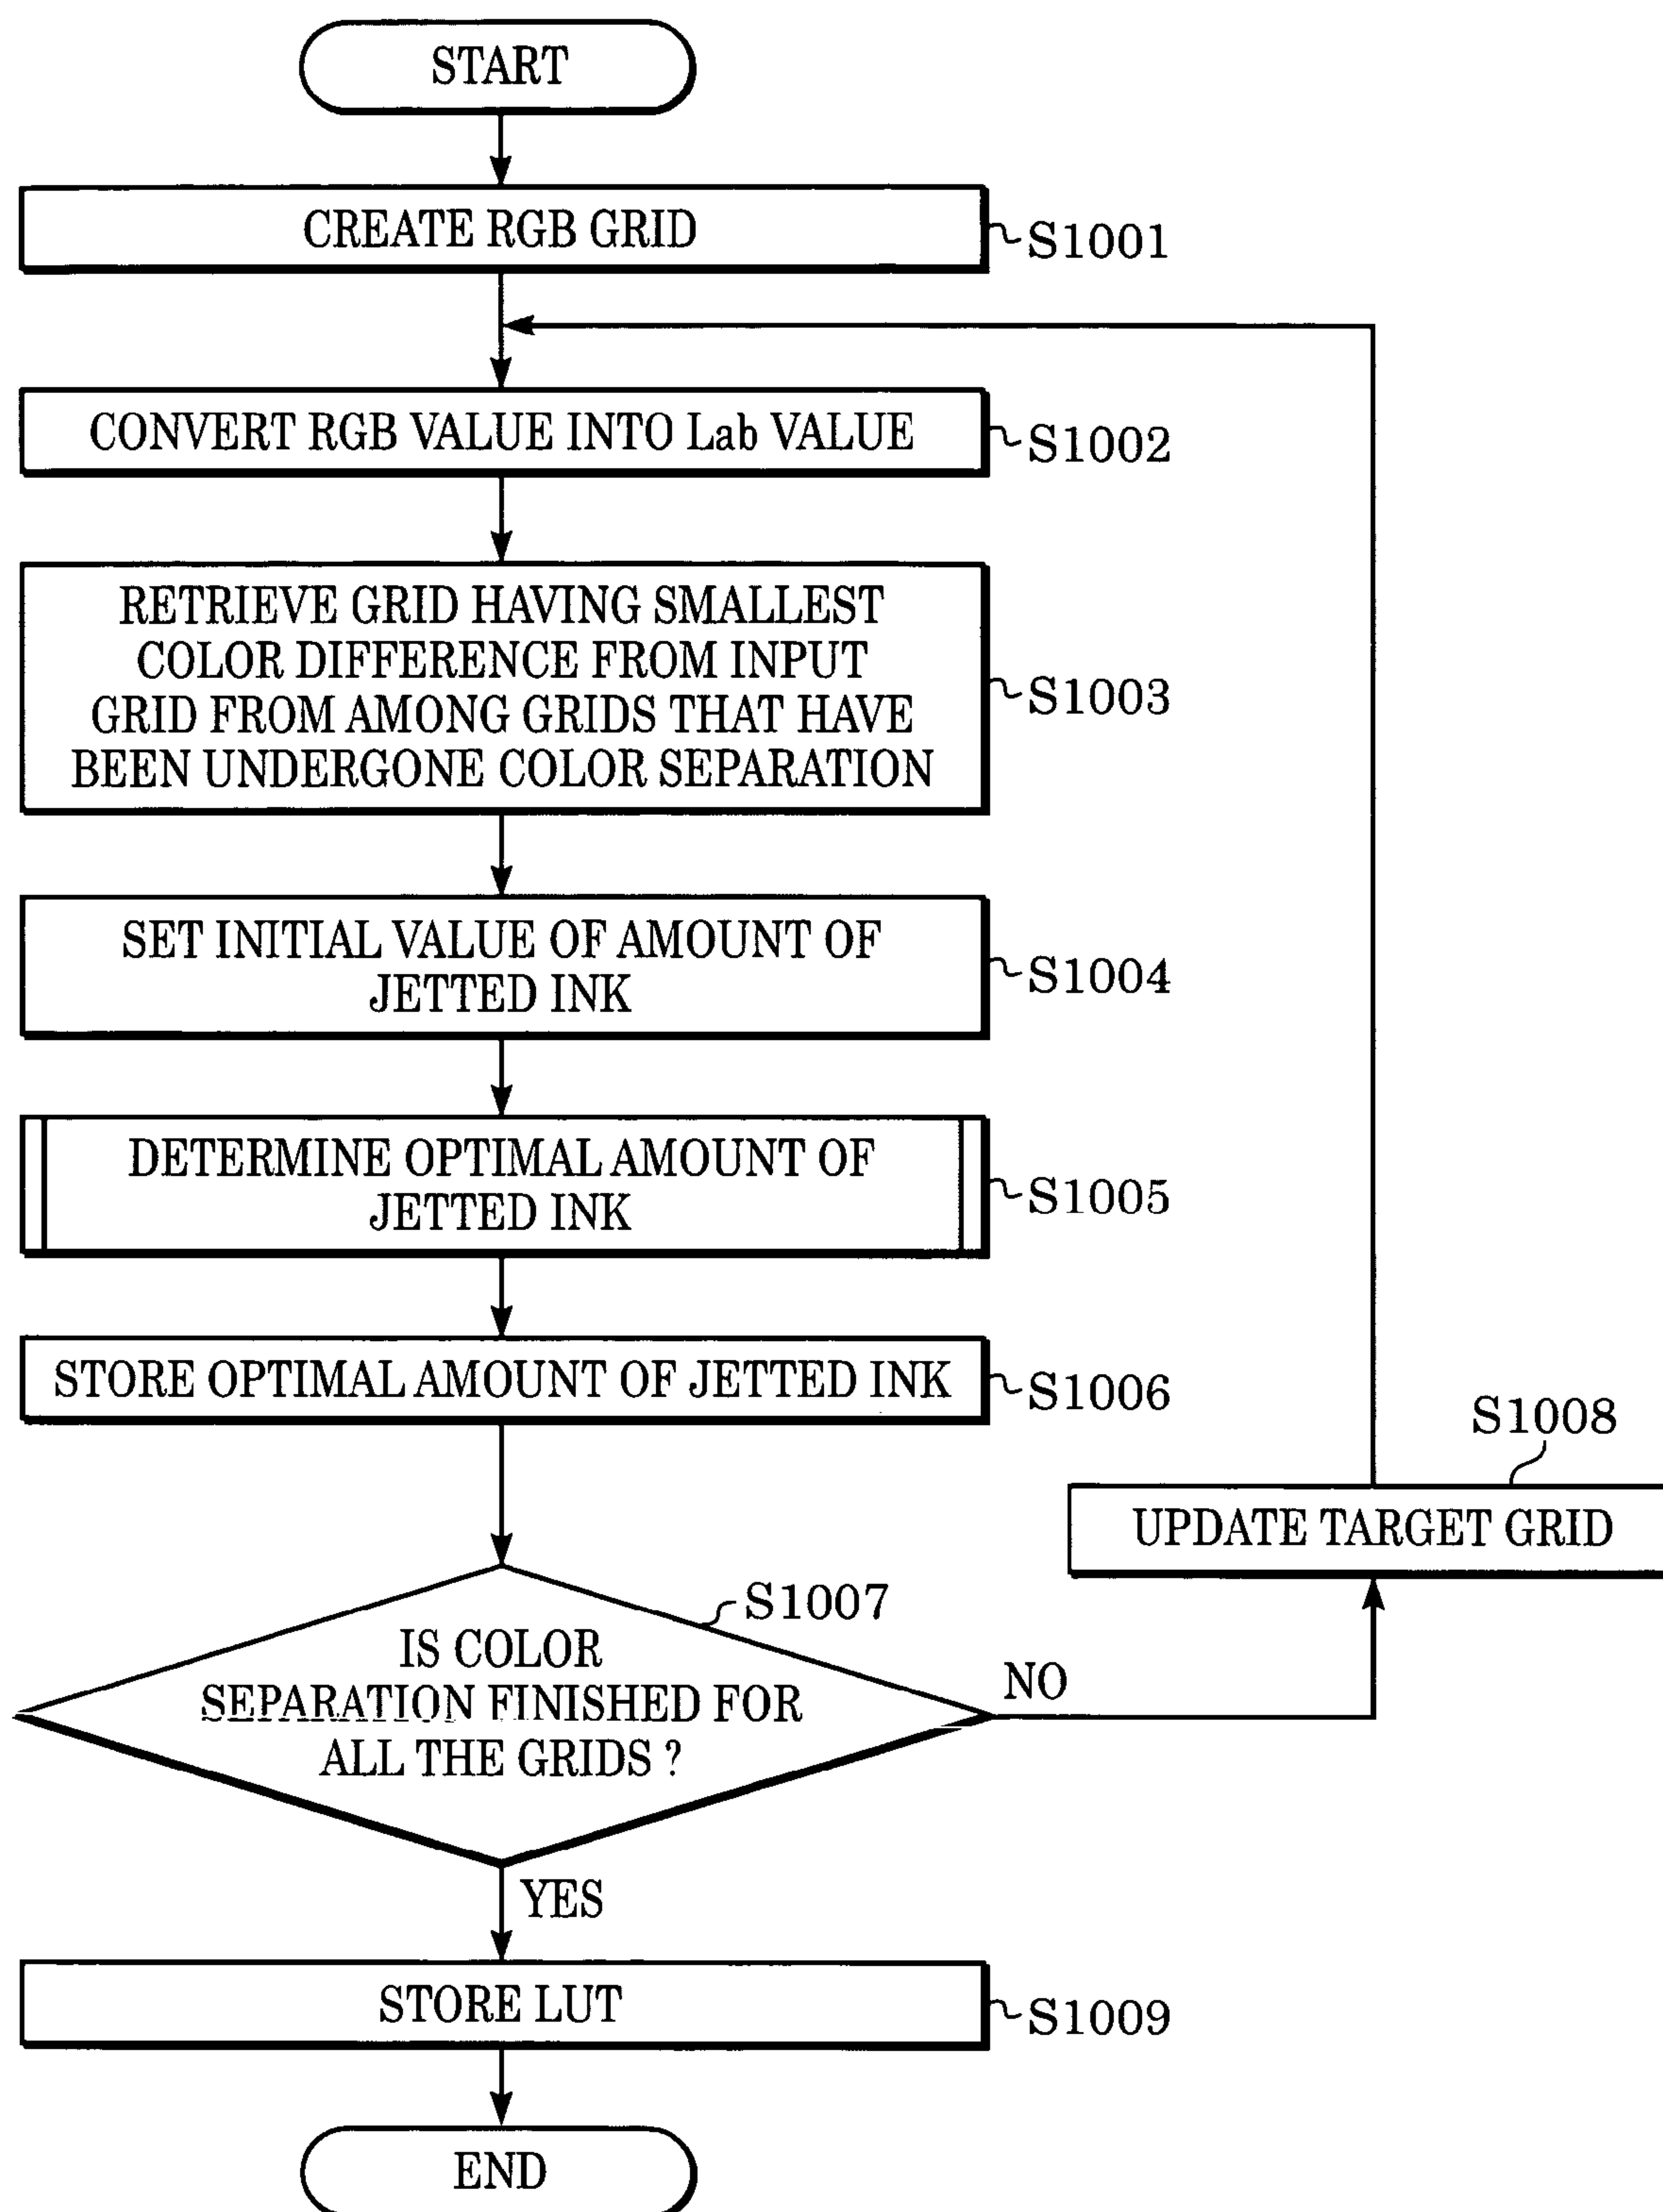 START
CREATE RGB GRID
S1001
CONVERT RGB VALUE INTO Lab VALUE
S1002
RETRIEVE GRID HAVING SMALLEST
COLOR DIFFERENCE FROM INPUT
GRID FROM AMONG GRIDS THAT HAVE
BEEN UNDERGONE COLOR SEPARATION
S1003
SET INITIAL VALUE OF AMOUNT OF
JETTED INK
S1004
DETERMINE OPTIMAL AMOUNT OF
JETTED INK
S1005
STORE OPTIMAL AMOUNT OF JETTED INK
S1006
S1008
UPDATE TARGET GRID
S1007
IS COLOR
SEPARATION FINISHED FOR
ALL THE GRIDS ?
NO
YES
STORE LUT
S1009
END